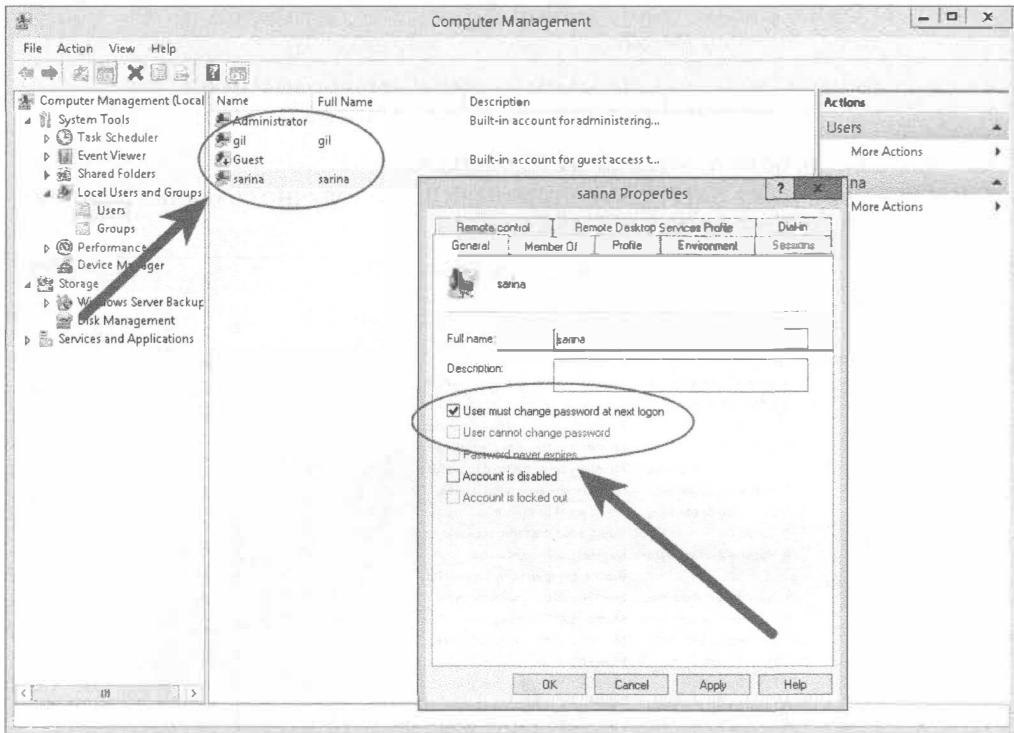 Computer Management
File Action View Help
Computer Management (Local
System Tools
Task Scheduler
Event Viewer
Shared Folders
Local Users and Groups
Users
Groups
Performance
Device Manager
Storage
Windows Server Backup
Disk Management
Services and Applications
Name Full Name Description
Administrator Built-in account for administering...
gil gil
Guest Built-in account for guest access t...
sarina sarina
Actions
Users
More Actions
na
More Actions
sarina Properties
Remote control Remote Desktop Services Profile Dial-in
General Member Of Profile Environment Sessions
sarina
Full name: sarina
Description:
User must change password at next logon
User cannot change password
Password never expires
Account is disabled
Account is locked out
OK Cancel Apply Help